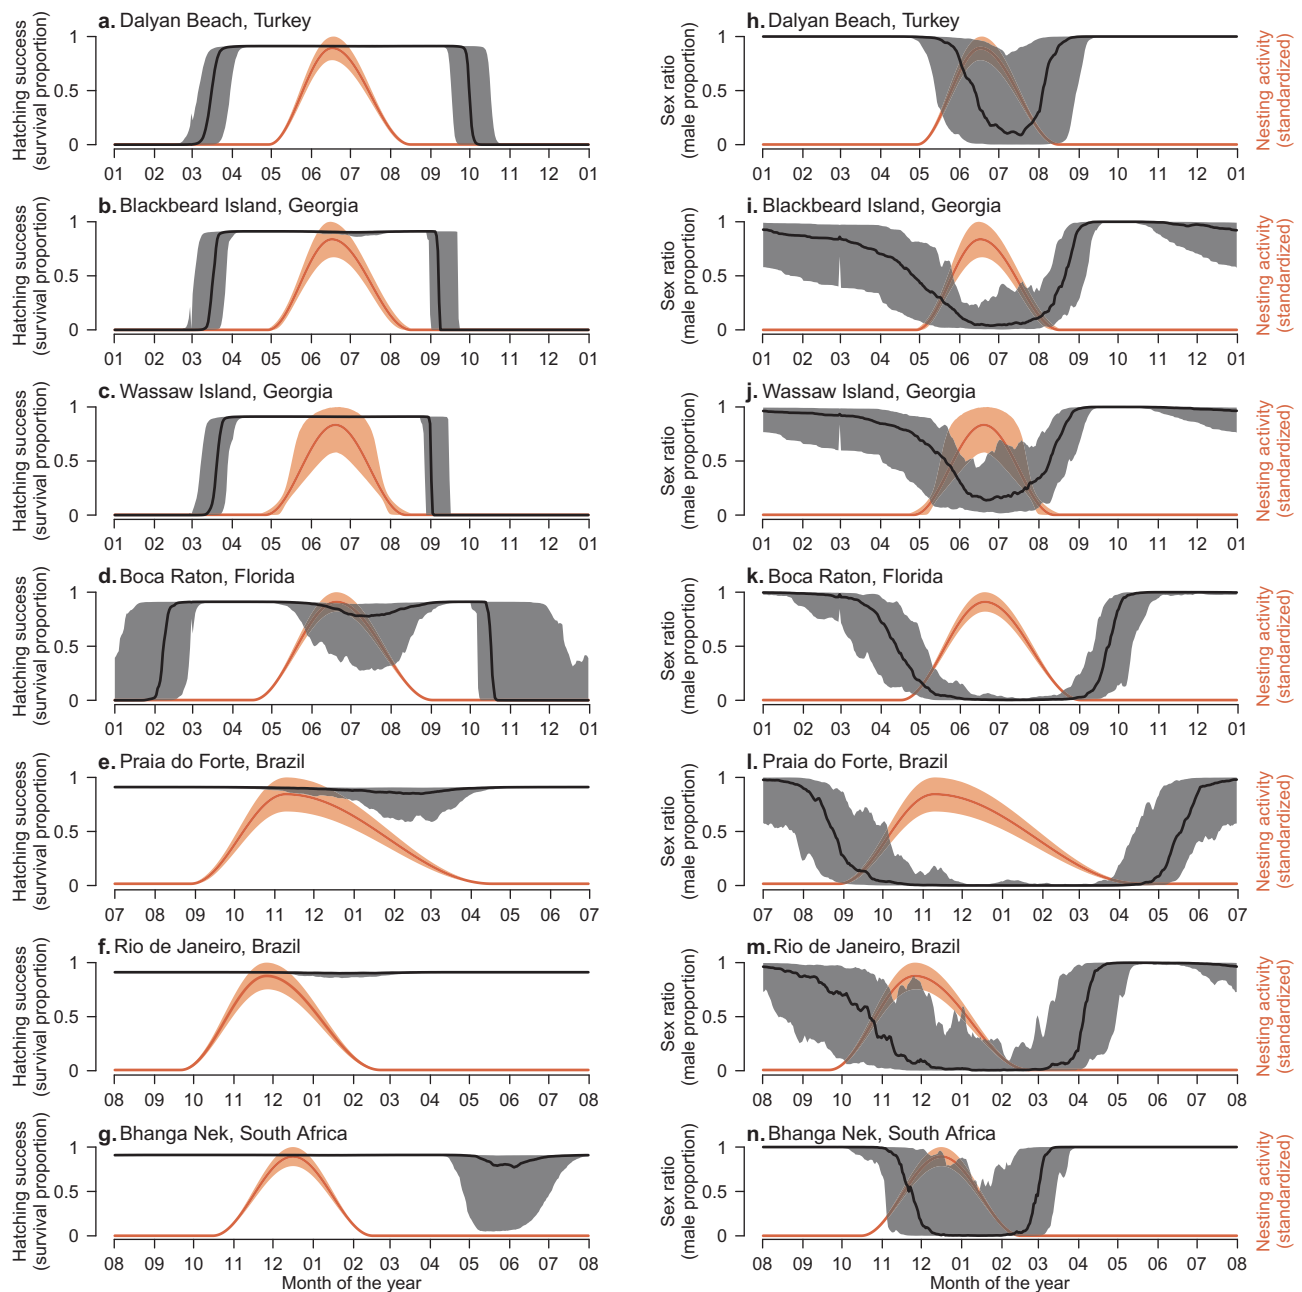 a. Dalyan Beach, Turkey
Hatching success
(survival proportion)
1
0.5
0
01 02 03 04 05 06 07 08 09 10 11 12 01
h. Dalyan Beach, Turkey
Sex ratio
(male proportion)
1
0.5
0
01 02 03 04 05 06 07 08 09 10 11 12 01
Nesting activity
(standardized)
b. Blackbeard Island, Georgia
Hatching success
(survival proportion)
1
0.5
0
01 02 03 04 05 06 07 08 09 10 11 12 01
i. Blackbeard Island, Georgia
Sex ratio
(male proportion)
1
0.5
0
01 02 03 04 05 06 07 08 09 10 11 12 01
Nesting activity
(standardized)
c. Wassaw Island, Georgia
Hatching success
(survival proportion)
1
0.5
0
01 02 03 04 05 06 07 08 09 10 11 12 01
j. Wassaw Island, Georgia
Sex ratio
(male proportion)
1
0.5
0
01 02 03 04 05 06 07 08 09 10 11 12 01
Nesting activity
(standardized)
d. Boca Raton, Florida
Hatching success
(survival proportion)
1
0.5
0
01 02 03 04 05 06 07 08 09 10 11 12 01
k. Boca Raton, Florida
Sex ratio
(male proportion)
1
0.5
0
01 02 03 04 05 06 07 08 09 10 11 12 01
Nesting activity
(standardized)
e. Praia do Forte, Brazil
Hatching success
(survival proportion)
1
0.5
0
07 08 09 10 11 12 01 02 03 04 05 06 07
l. Praia do Forte, Brazil
Sex ratio
(male proportion)
1
0.5
0
07 08 09 10 11 12 01 02 03 04 05 06 07
Nesting activity
(standardized)
f. Rio de Janeiro, Brazil
Hatching success
(survival proportion)
1
0.5
0
08 09 10 11 12 01 02 03 04 05 06 07 08
m. Rio de Janeiro, Brazil
Sex ratio
(male proportion)
1
0.5
0
08 09 10 11 12 01 02 03 04 05 06 07 08
Nesting activity
(standardized)
g. Bhanga Nek, South Africa
Hatching success
(survival proportion)
1
0.5
0
08 09 10 11 12 01 02 03 04 05 06 07 08
Month of the year
n. Bhanga Nek, South Africa
Sex ratio
(male proportion)
1
0.5
0
08 09 10 11 12 01 02 03 04 05 06 07 08
Month of the year
Nesting activity
(standardized)